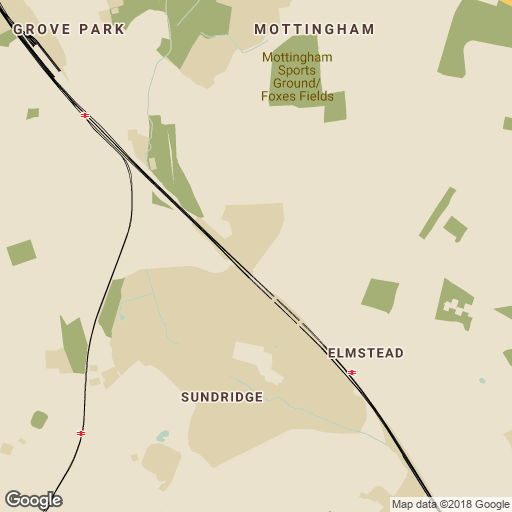 GROVE PARK
MOTTINGHAM
Mottingham
Sports
Ground/
Foxes Fields
ELMSTEAD
SUNDRIDGE
Google
Map data ©2018 Google